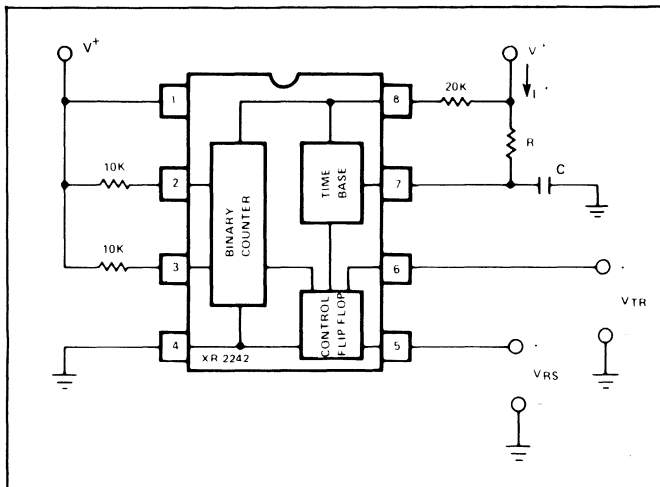 V+
V+
20K
I+
R
C
1
8
10K
2
7
10K
3
6
4
5
BINARY
COUNTER
TIME
BASE
CONTROL
FLIP FLOP
XR 2242
VTR
VRS